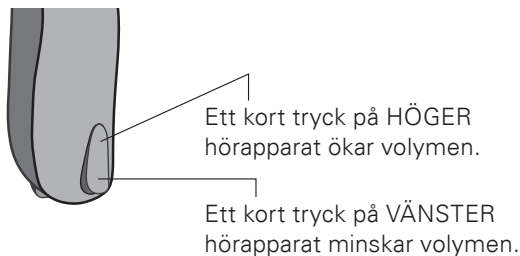 Ett kort tryck på HÖGER
hörapparat ökar volymen.
Ett kort tryck på VÄNSTER
hörapparat minskar volymen.